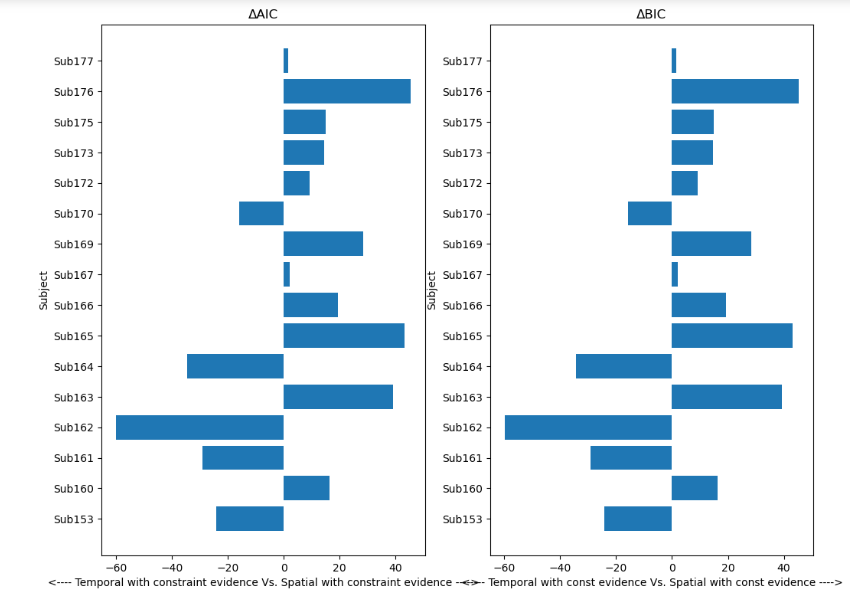 ΔAIC
Subject
Sub177
Sub176
Sub175
Sub173
Sub172
Sub170
Sub169
Sub167
Sub166
Sub165
Sub164
Sub163
Sub162
Sub161
Sub160
Sub153
−60 −40 −20 0 20 40
<---- Temporal with constraint evidence Vs. Spatial with constraint evidence ---->
ΔBIC
Subject
Sub177
Sub176
Sub175
Sub173
Sub172
Sub170
Sub169
Sub167
Sub166
Sub165
Sub164
Sub163
Sub162
Sub161
Sub160
Sub153
−60 −40 −20 0 20 40
<---- Temporal with const evidence Vs. Spatial with const evidence ---->